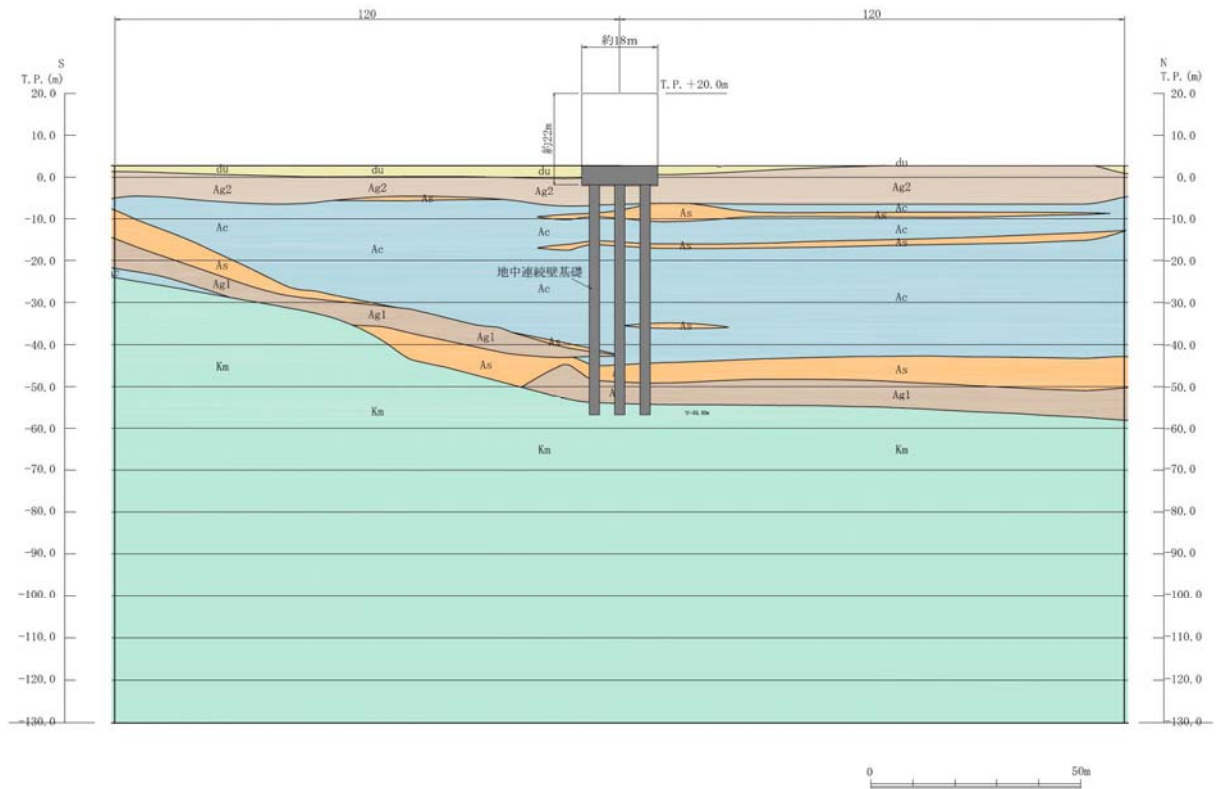 120
120
約18m
S
N
T.P.(m)
T.P.(m)
T.P.+20.0m
約22m
20.0
20.0
10.0
10.0
0.0
0.0
-10.0
-10.0
-20.0
-20.0
-30.0
-30.0
-40.0
-40.0
-50.0
-50.0
-60.0
-60.0
-70.0
-70.0
-80.0
-80.0
-90.0
-90.0
-100.0
-100.0
-110.0
-110.0
-120.0
-120.0
-130.0
-130.0
du
du
du
du
Ag2
Ag2
Ag2
Ag2
As
Ac
As
As
Ac
Ac
Ac
Ac
As
As
As
地中連続壁基礎
Ag1
Ac
Ac
Ag1
As
Ag1
As
As
As
Ag1
Km
Km
Km
Km
0
50m